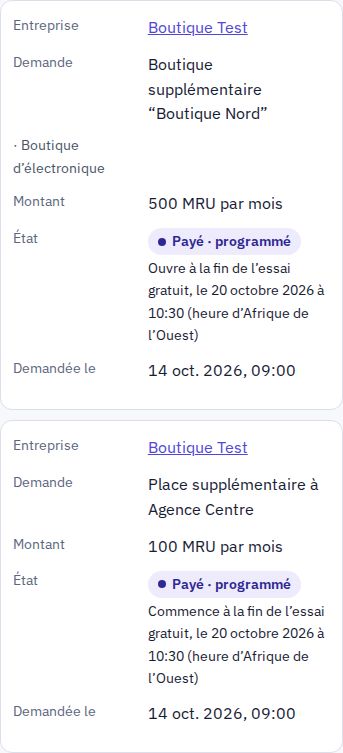 Entreprise Boutique Test
Demande Boutique
supplémentaire
“Boutique Nord”
· Boutique
d’électronique
Montant 500 MRU par mois
État Payé · programmé
Ouvre à la fin de l’essai
gratuit, le 20 octobre 2026 à
10:30 (heure d’Afrique de
l’Ouest)
Demandée le 14 oct. 2026, 09:00
Entreprise Boutique Test
Demande Place supplémentaire à
Agence Centre
Montant 100 MRU par mois
État Payé · programmé
Commence à la fin de l’essai
gratuit, le 20 octobre 2026 à
10:30 (heure d’Afrique de
l’Ouest)
Demandée le 14 oct. 2026, 09:00